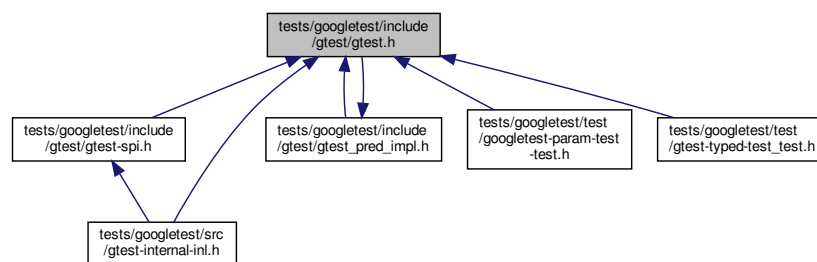 tests/googletest/include
/gtest/gtest.h
tests/googletest/include
/gtest/gtest-spi.h
tests/googletest/include
/gtest/gtest_pred_impl.h
tests/googletest/test
/googletest-param-test
-test.h
tests/googletest/test
/gtest-typed-test_test.h
tests/googletest/src
/gtest-internal-inl.h